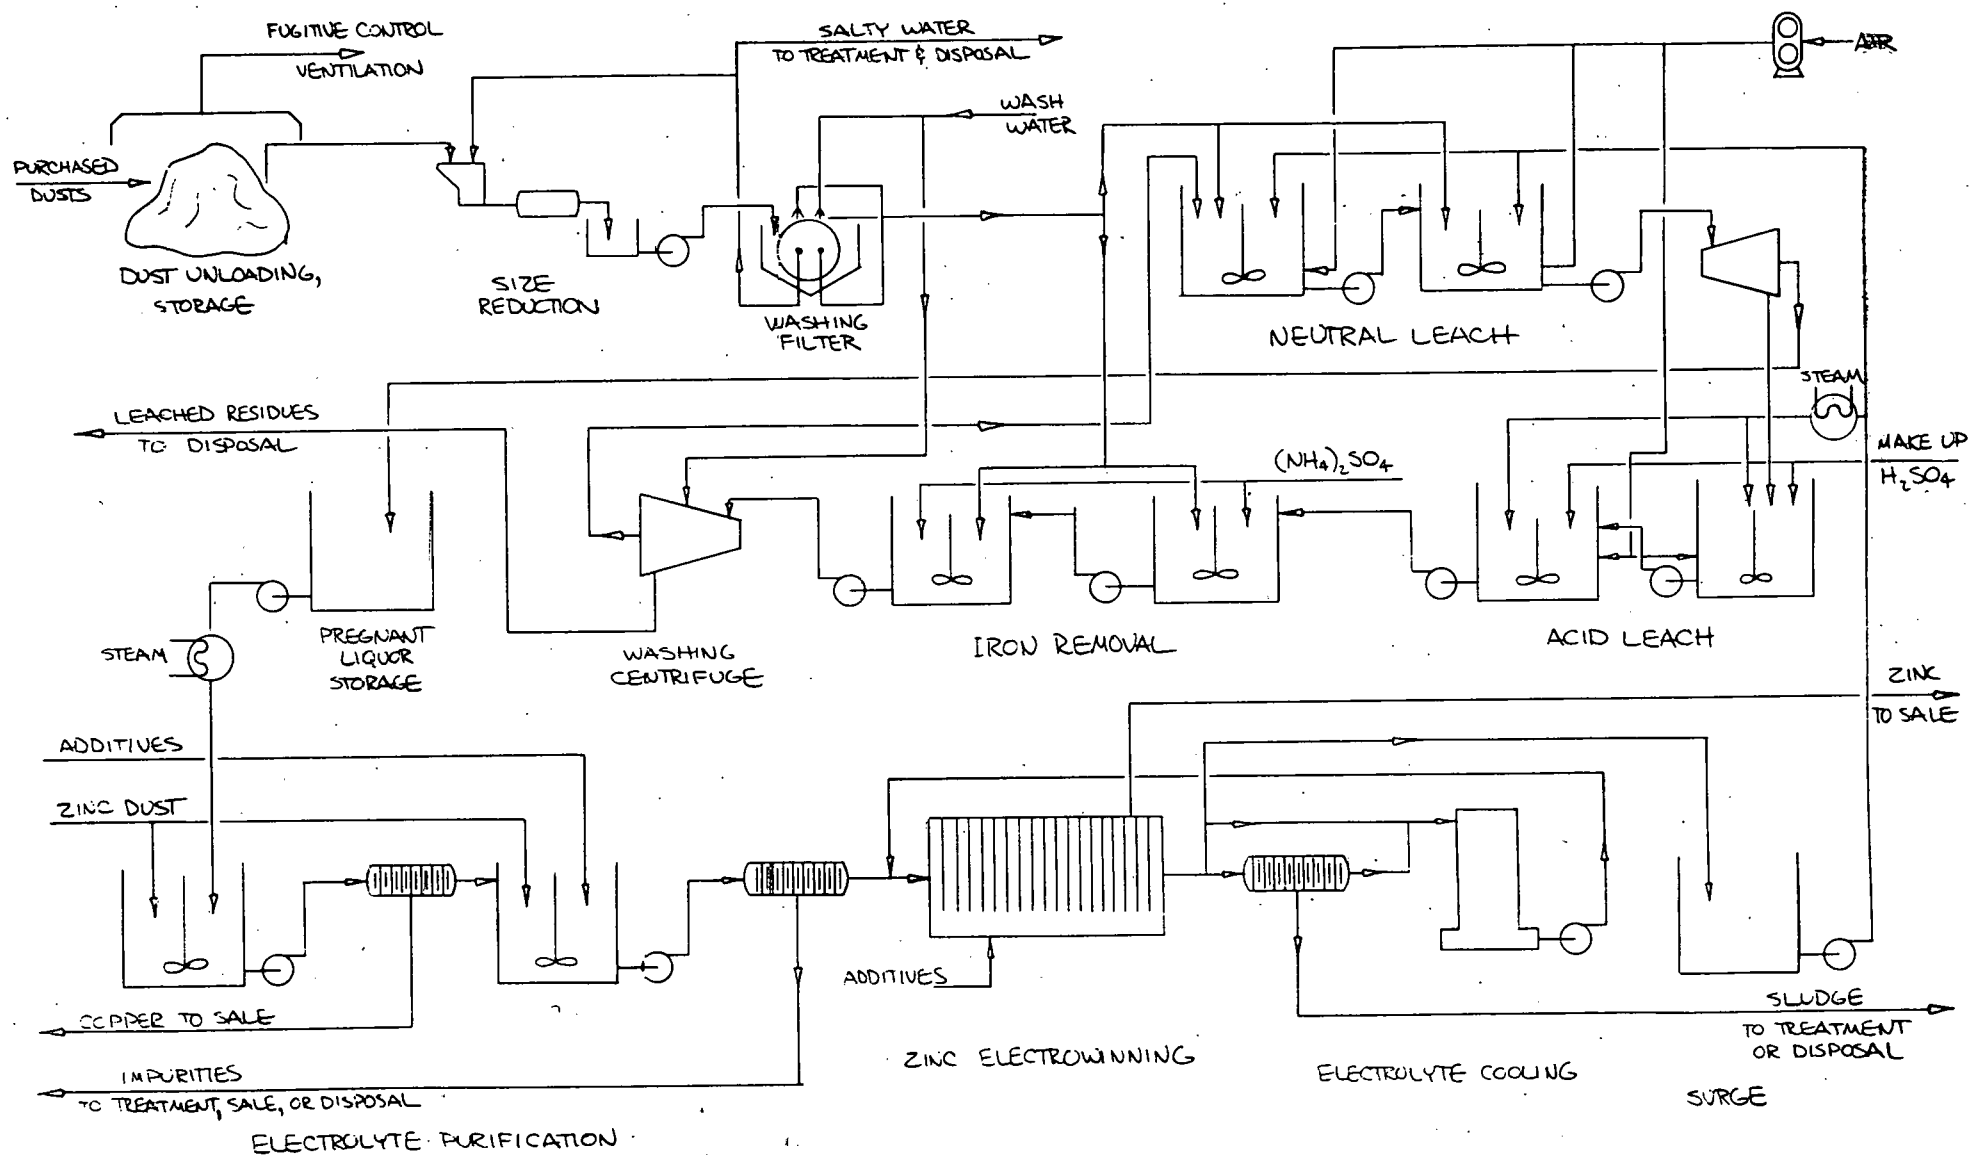 FUGITIVE CONTROL
VENTILATION
SALTY WATER
TO TREATMENT & DISPOSAL
AIR
WASH
WATER
PURCHASED
DUSTS
DUST UNLOADING,
STORAGE
SIZE
REDUCTION
WASHING
FILTER
NEUTRAL LEACH
STEAM
LEACHED RESIDUES
TO DISPOSAL
(NH4)2SO4
MAKE UP
H2SO4
PREGNANT
LIQUOR
STORAGE
STEAM
WASHING
CENTRIFUGE
IRON REMOVAL
ACID LEACH
ZINC
TO SALE
ADDITIVES
ZINC DUST
ADDITIVES
COPPER TO SALE
SLUDGE
TO TREATMENT
OR DISPOSAL
ZINC ELECTROWINNING
ELECTROLYTE COOLING
SURGE
IMPURITIES
TO TREATMENT, SALE, OR DISPOSAL
ELECTROLYTE PURIFICATION